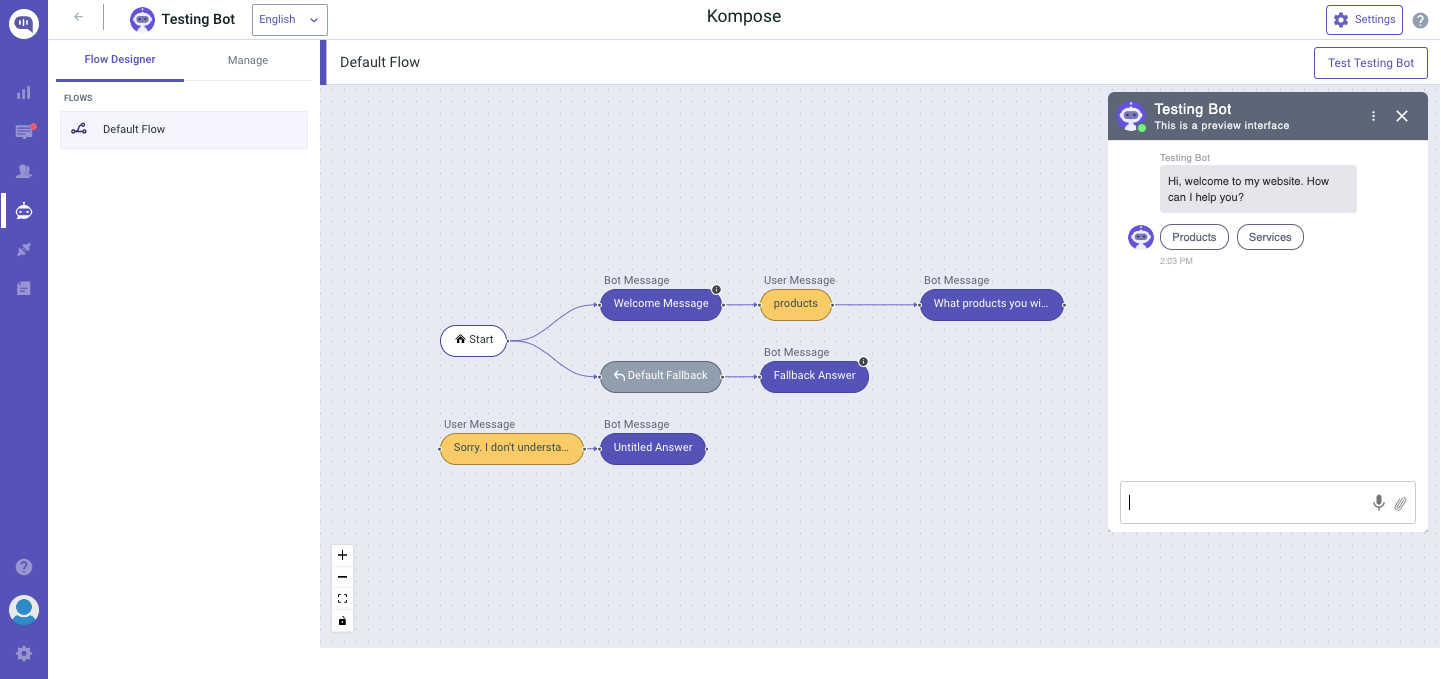 Testing Bot
English
Kompose
Settings
Flow Designer
Manage
Default Flow
Test Testing Bot
FLOWS
Default Flow
Testing Bot
This is a preview interface
Testing Bot
Hi, welcome to my website. How
can I help you?
Products
Services
2:03 PM
Bot Message
User Message
Bot Message
Welcome Message
products
What products you wi...
Start
Bot Message
Default Fallback
Fallback Answer
User Message
Bot Message
Sorry. I don't understa...
Untitled Answer